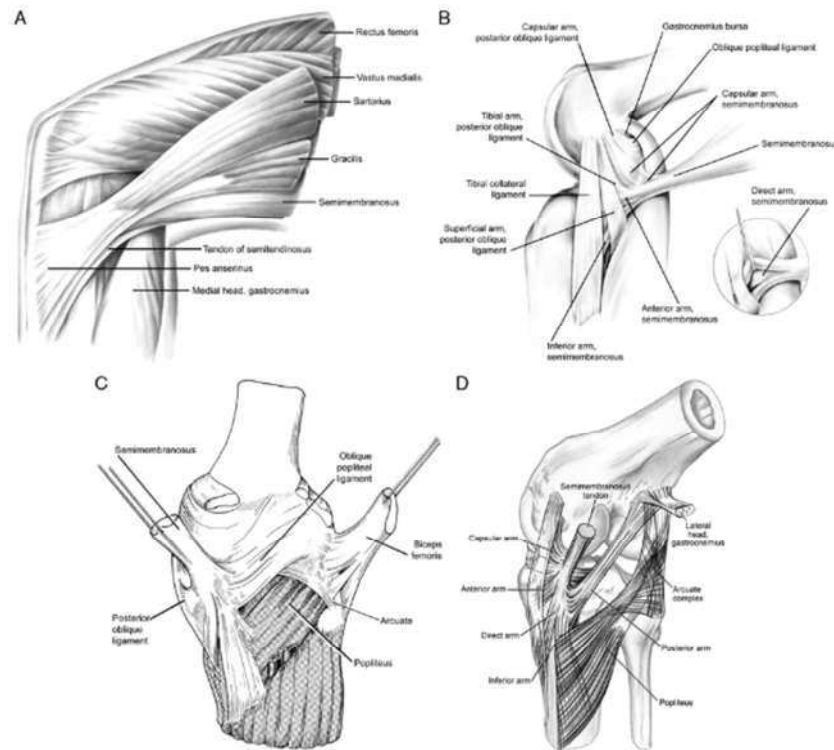 A
Rectus femoris
Vastus medialis
Sartorius
Gracilis
Semimembranosus
Tendon of semitendinosus
Pes anserinus
Medial head, gastrocnemius
B
Capsular arm,
posterior oblique ligament
Gastrocnemius bursa
Oblique popliteal ligament
Capsular arm,
semimembranosus
Tibial arm,
posterior oblique
ligament
Semimembranosu
Tibial collateral
ligament
Direct arm,
semimembranosus
Superficial arm,
posterior oblique
ligament
Anterior arm,
semimembranosus
Inferior arm,
semimembranosus
C
Semimembranosus
Oblique
popliteal
ligament
Biceps
femoris
Posterior
oblique
ligament
Arcuate
Popliteus
D
Semimembranosus
tendon
Lateral
head,
gastrocnemius
Capsular arm
Anterior arm
Arcuate
complex
Direct arm
Posterior arm
Inferior arm
Popliteus